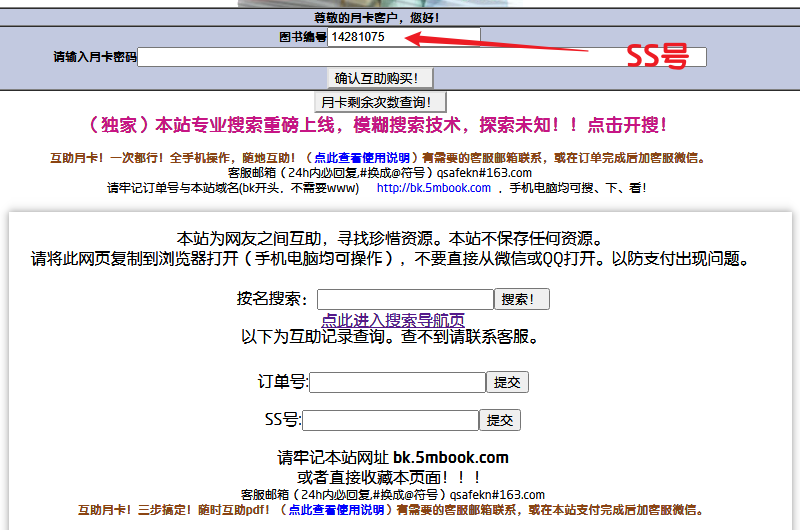 尊敬的月卡客户，您好！
图书编号 14281075
SS号
请输入月卡密码
确认互助购买！
月卡剩余次数查询！
（独家）本站专业搜索重磅上线，模糊搜索技术，探索未知！！点击开搜！
互助月卡！一次都行！全手机操作，随地互助！（点此查看使用说明）有需要的客服邮箱联系，或在订单完成后加客服微信。
客服邮箱（24h内必回复,#换成@符号）qsafekn#163.com
请牢记订单号与本站域名(bk开头，不需要www) http://bk.5mbook.com ，手机电脑均可搜、下、看！
本站为网友之间互助，寻找珍惜资源。本站不保存任何资源。
请将此网页复制到浏览器打开（手机电脑均可操作），不要直接从微信或QQ打开。以防支付出现问题。
按名搜索： 搜索！
点此进入搜索导航页
以下为互助记录查询。查不到请联系客服。
订单号: 提交
SS号: 提交
请牢记本站网址 bk.5mbook.com
或者直接收藏本页面！！！
客服邮箱（24h内必回复,#换成@符号）qsafekn#163.com
互助月卡！三步搞定！随时互助pdf！（点此查看使用说明）有需要的客服邮箱联系，或在本站支付完成后加客服微信。